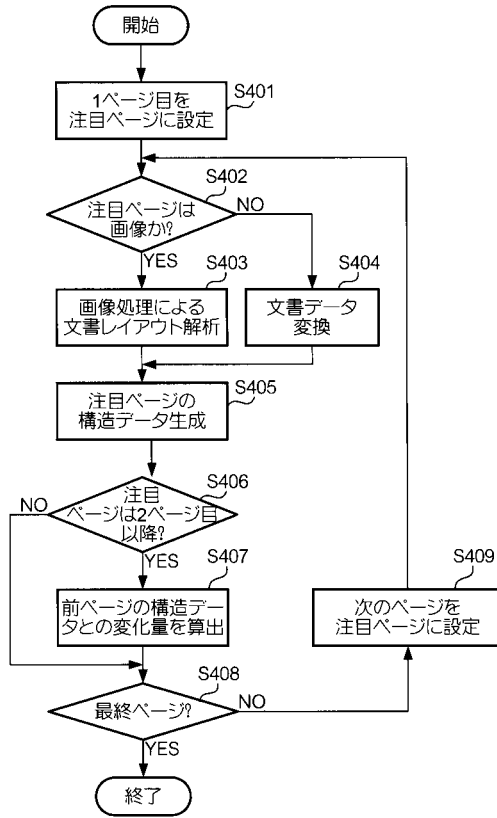 開始
S401
1ページ目を
注目ページに設定
S402
注目ページは
画像か?
NO
YES
S403
画像処理による
文書レイアウト解析
S404
文書データ
変換
S405
注目ページの
構造データ生成
S406
注目
ページは2ページ目
以降?
NO
YES
S407
前ページの構造デー
タとの変化量を算出
S409
次のページを
注目ページに設定
S408
最終ページ?
NO
YES
終了